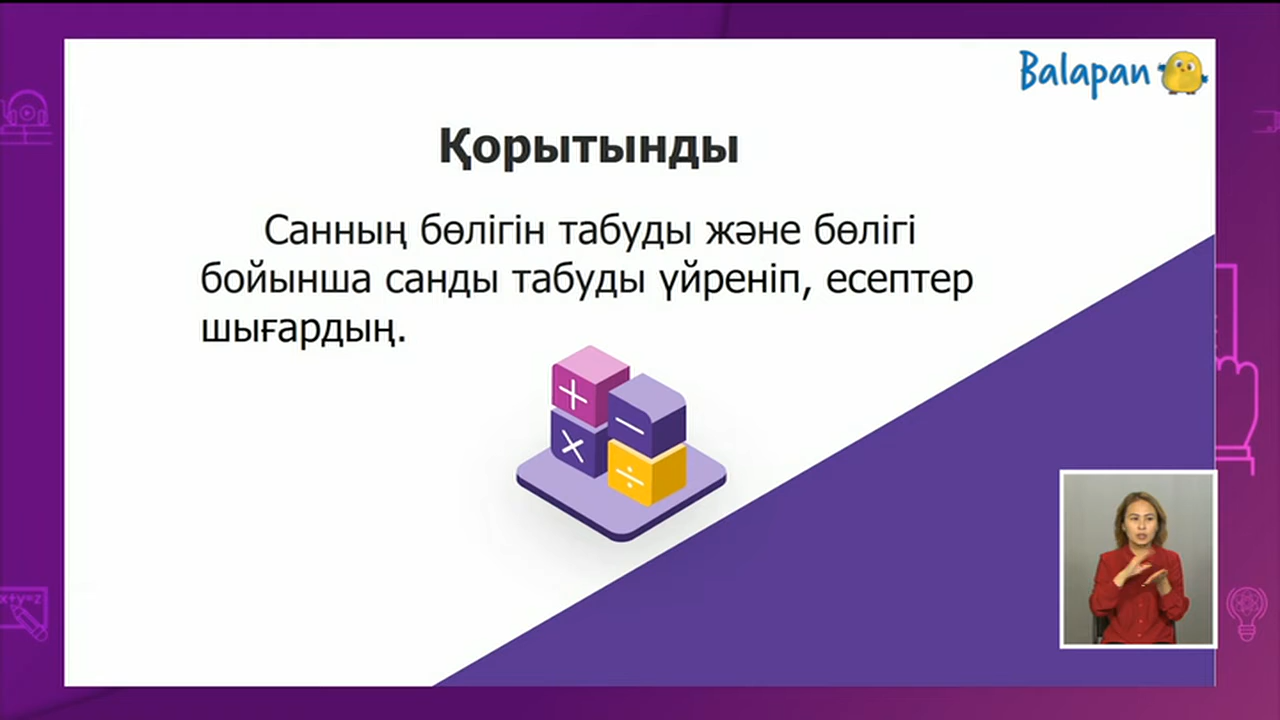 Balapan
Қорытынды
Санның бөлігін табуды және бөлігі
бойынша санды табуды үйреніп, есептер
шығардың.
x+y=z